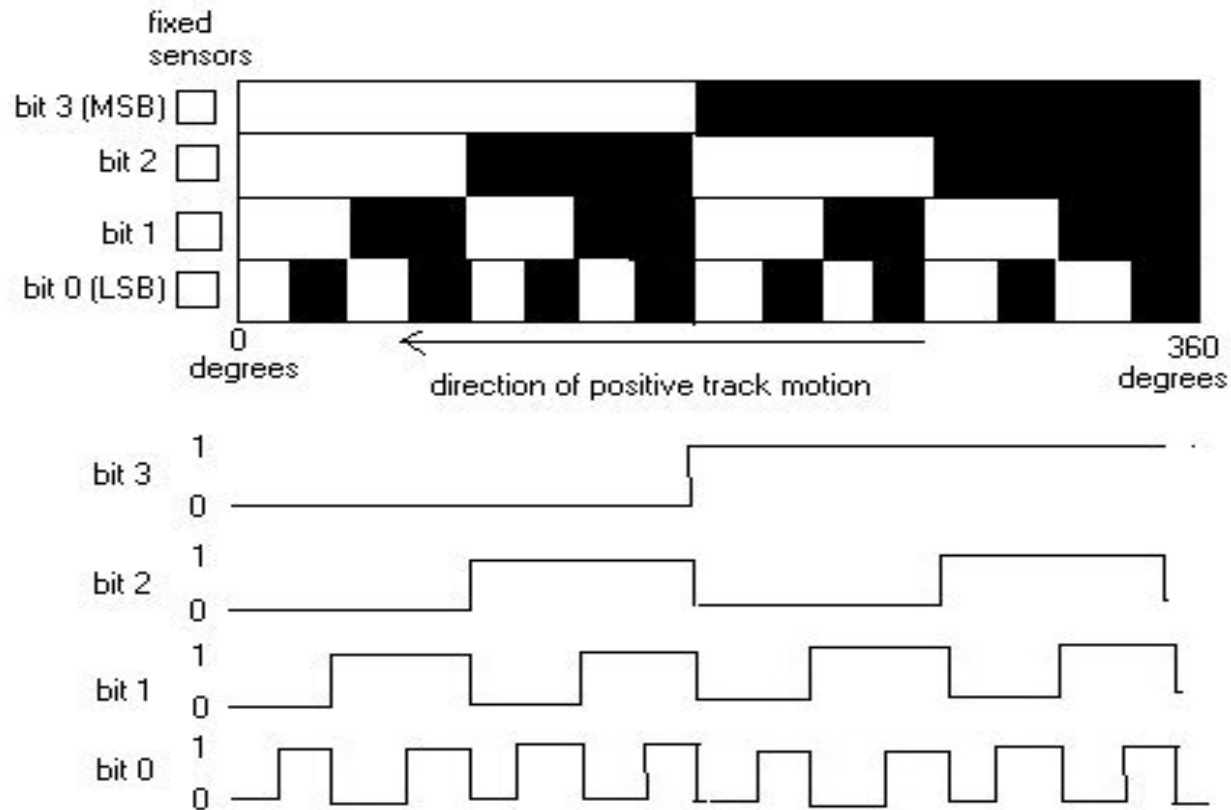 fixed
sensors
bit 3 (MSB)
bit 2
bit 1
bit 0 (LSB)
0
degrees
360
degrees
direction of positive track motion
1
bit 3
0
1
bit 2
0
1
bit 1
0
1
bit 0
0